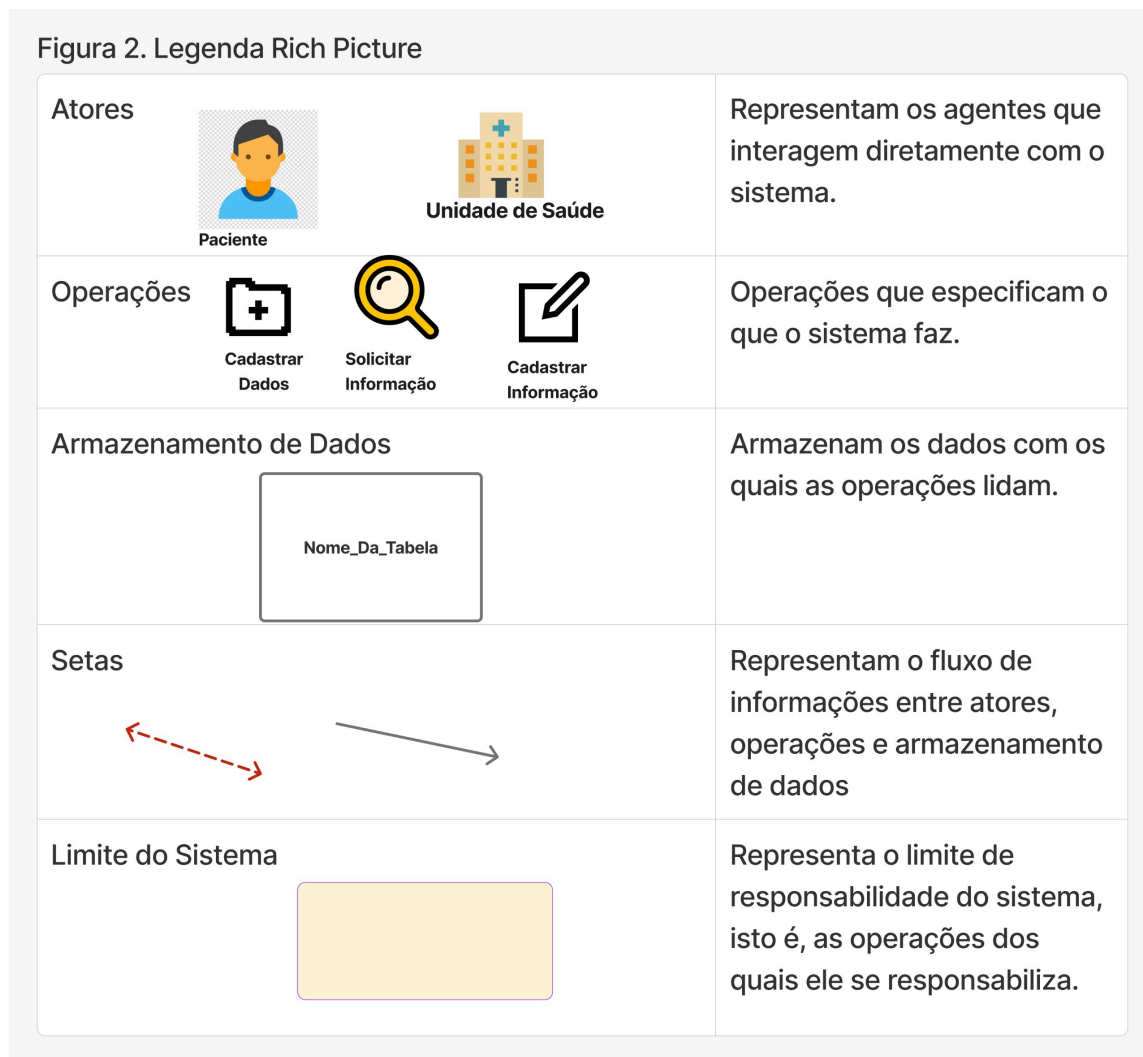 Figura 2. Legenda Rich Picture
Atores
Paciente
Unidade de Saúde
Representam os agentes que
interagem diretamente com o
sistema.
Operações
Cadastrar
Dados
Solicitar
Informação
Cadastrar
Informação
Operações que especificam o
que o sistema faz.
Armazenamento de Dados
Nome_Da_Tabela
Armazenam os dados com os
quais as operações lidam.
Setas
Representam o fluxo de
informações entre atores,
operações e armazenamento
de dados
Limite do Sistema
Representa o limite de
responsabilidade do sistema,
isto é, as operações dos
quais ele se responsabiliza.